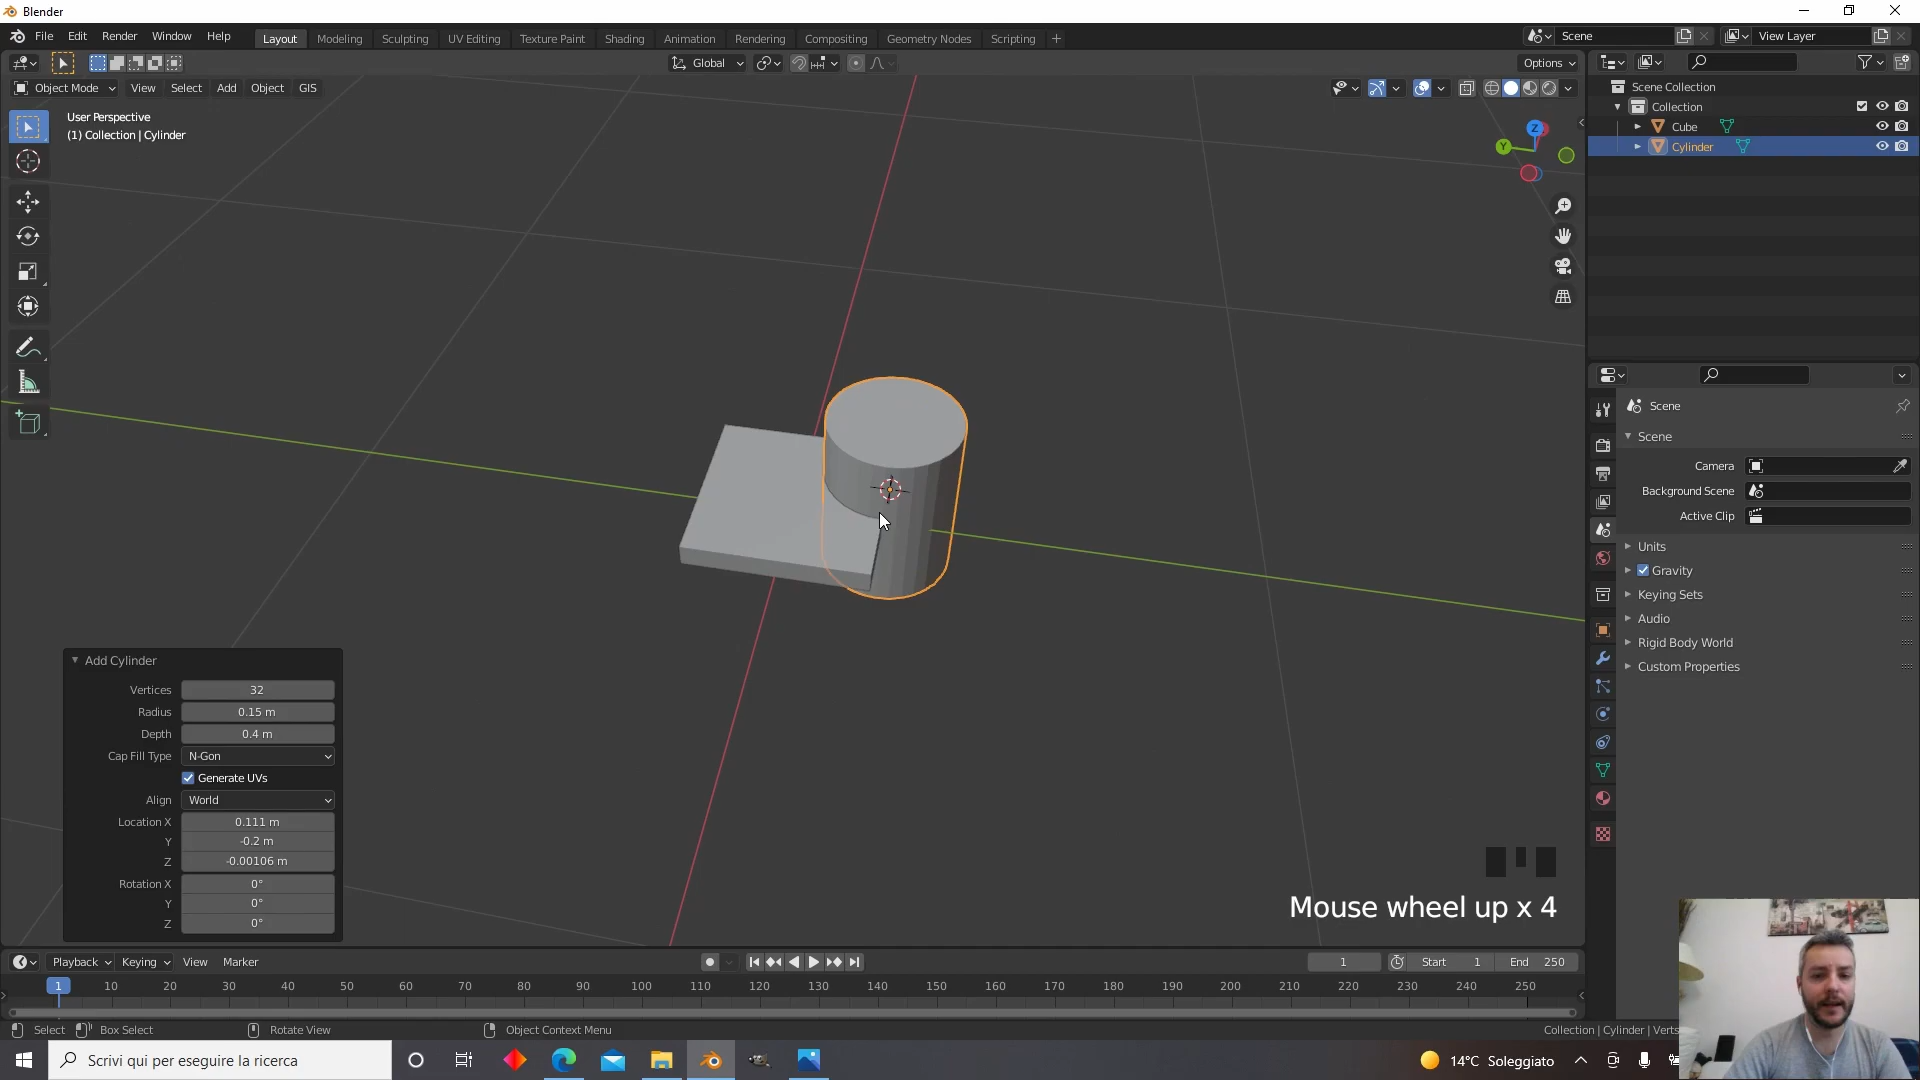 Blender
File Edit Render Window Help
Layout Modeling Sculpting UV Editing Texture Paint Shading Animation Rendering Compositing Geometry Nodes Scripting +
Scene
View Layer
Global
Options
Object Mode View Select Add Object GIS
User Perspective
(1) Collection | Cylinder
Z
Y
Scene Collection
Collection
Cube
Cylinder
Scene
Scene
Camera
Background Scene
Active Clip
Units
Gravity
Keying Sets
Audio
Rigid Body World
Custom Properties
Add Cylinder
Vertices 32
Radius 0.15 m
Depth 0.4 m
Cap Fill Type N-Gon
Generate UVs
Align World
Location X 0.111 m
Y -0.2 m
Z -0.00106 m
Rotation X 0°
Y 0°
Z 0°
Mouse wheel up x 4
Playback Keying View Marker
1
Start 1
End 250
1 10 20 30 40 50 60 70 80 90 100 110 120 130 140 150 160 170 180 190 200 210 220 230 240 250
Select Box Select Rotate View Object Context Menu
Collection | Cylinder | Verts
Scrivi qui per eseguire la ricerca
14°C Soleggiato